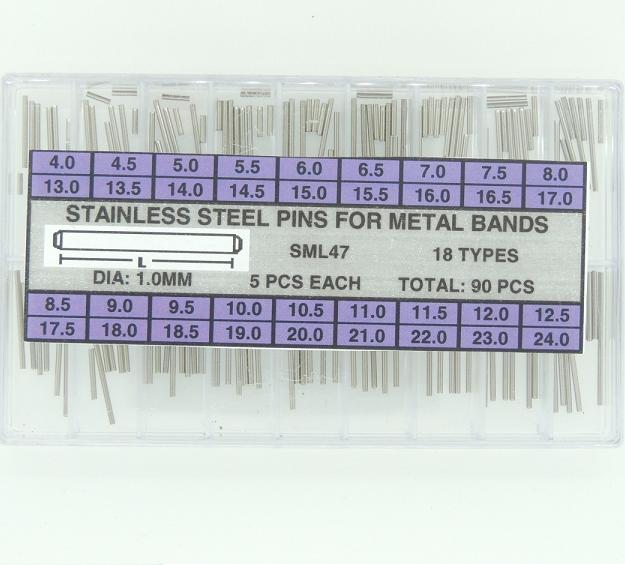 4.0 4.5 5.0 5.5 6.0 6.5 7.0 7.5 8.0
13.0 13.5 14.0 14.5 15.0 15.5 16.0 16.5 17.0
STAINLESS STEEL PINS FOR METAL BANDS
SML47 18 TYPES
L
DIA: 1.0MM 5 PCS EACH TOTAL: 90 PCS
8.5 9.0 9.5 10.0 10.5 11.0 11.5 12.0 12.5
17.5 18.0 18.5 19.0 20.0 21.0 22.0 23.0 24.0